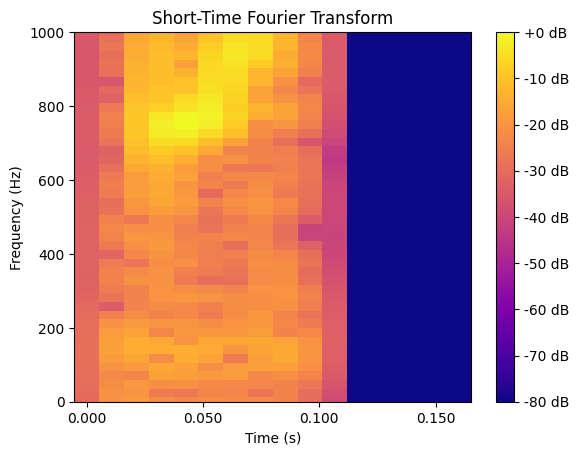 Short-Time Fourier Transform
Frequency (Hz)
1000
800
600
400
200
0
0.000
0.050
0.100
0.150
Time (s)
+0 dB
-10 dB
-20 dB
-30 dB
-40 dB
-50 dB
-60 dB
-70 dB
-80 dB